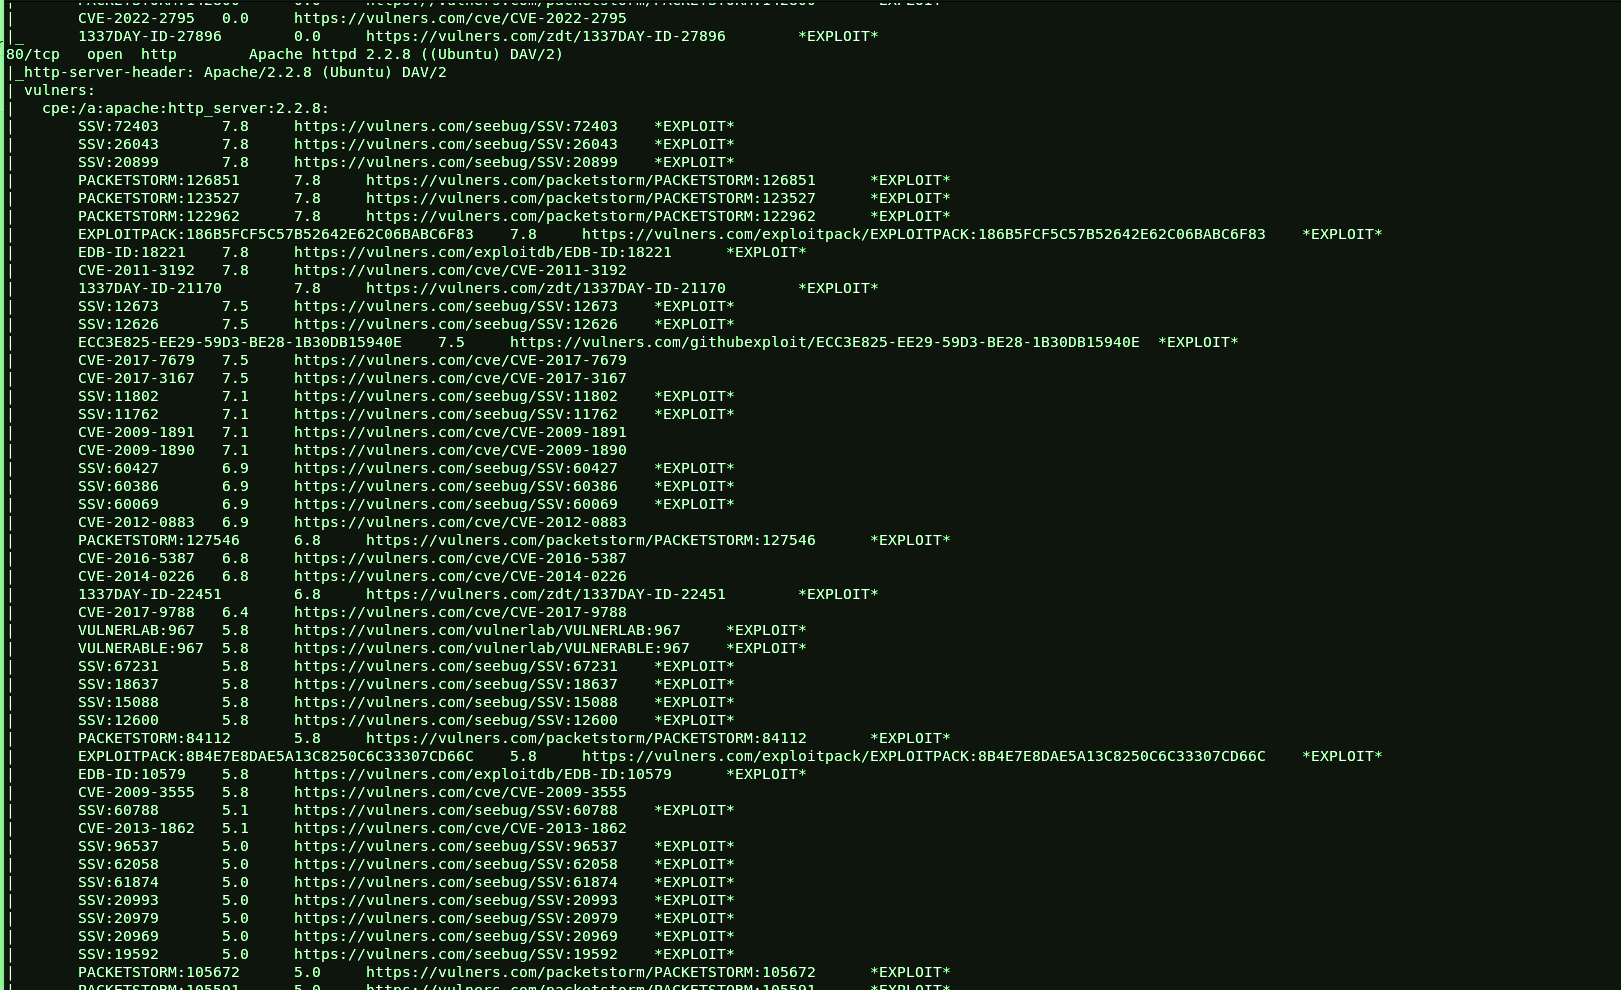 | CVE-2022-2795 0.0 https://vulners.com/cve/CVE-2022-2795
|_ 1337DAY-ID-27896 0.0 https://vulners.com/zdt/1337DAY-ID-27896 *EXPLOIT*
80/tcp open http Apache httpd 2.2.8 ((Ubuntu) DAV/2)
|_http-server-header: Apache/2.2.8 (Ubuntu) DAV/2
| vulners:
| cpe:/a:apache:http_server:2.2.8:
| SSV:72403 7.8 https://vulners.com/seebug/SSV:72403 *EXPLOIT*
| SSV:26043 7.8 https://vulners.com/seebug/SSV:26043 *EXPLOIT*
| SSV:20899 7.8 https://vulners.com/seebug/SSV:20899 *EXPLOIT*
| PACKETSTORM:126851 7.8 https://vulners.com/packetstorm/PACKETSTORM:126851 *EXPLOIT*
| PACKETSTORM:123527 7.8 https://vulners.com/packetstorm/PACKETSTORM:123527 *EXPLOIT*
| PACKETSTORM:122962 7.8 https://vulners.com/packetstorm/PACKETSTORM:122962 *EXPLOIT*
| EXPLOITPACK:186B5FCF5C57B52642E62C06BABC6F83 7.8 https://vulners.com/exploitpack/EXPLOITPACK:186B5FCF5C57B52642E62C06BABC6F83 *EXPLOIT*
| EDB-ID:18221 7.8 https://vulners.com/exploitdb/EDB-ID:18221 *EXPLOIT*
| CVE-2011-3192 7.8 https://vulners.com/cve/CVE-2011-3192
| 1337DAY-ID-21170 7.8 https://vulners.com/zdt/1337DAY-ID-21170 *EXPLOIT*
| SSV:12673 7.5 https://vulners.com/seebug/SSV:12673 *EXPLOIT*
| SSV:12626 7.5 https://vulners.com/seebug/SSV:12626 *EXPLOIT*
| ECC3E825-EE29-59D3-BE28-1B30DB15940E 7.5 https://vulners.com/githubexploit/ECC3E825-EE29-59D3-BE28-1B30DB15940E *EXPLOIT*
| CVE-2017-7679 7.5 https://vulners.com/cve/CVE-2017-7679
| CVE-2017-3167 7.5 https://vulners.com/cve/CVE-2017-3167
| SSV:11802 7.1 https://vulners.com/seebug/SSV:11802 *EXPLOIT*
| SSV:11762 7.1 https://vulners.com/seebug/SSV:11762 *EXPLOIT*
| CVE-2009-1891 7.1 https://vulners.com/cve/CVE-2009-1891
| CVE-2009-1890 7.1 https://vulners.com/cve/CVE-2009-1890
| SSV:60427 6.9 https://vulners.com/seebug/SSV:60427 *EXPLOIT*
| SSV:60386 6.9 https://vulners.com/seebug/SSV:60386 *EXPLOIT*
| SSV:60069 6.9 https://vulners.com/seebug/SSV:60069 *EXPLOIT*
| CVE-2012-0883 6.9 https://vulners.com/cve/CVE-2012-0883
| PACKETSTORM:127546 6.8 https://vulners.com/packetstorm/PACKETSTORM:127546 *EXPLOIT*
| CVE-2016-5387 6.8 https://vulners.com/cve/CVE-2016-5387
| CVE-2014-0226 6.8 https://vulners.com/cve/CVE-2014-0226
| 1337DAY-ID-22451 6.8 https://vulners.com/zdt/1337DAY-ID-22451 *EXPLOIT*
| CVE-2017-9788 6.4 https://vulners.com/cve/CVE-2017-9788
| VULNERLAB:967 5.8 https://vulners.com/vulnerlab/VULNERLAB:967 *EXPLOIT*
| VULNERABLE:967 5.8 https://vulners.com/vulnerlab/VULNERABLE:967 *EXPLOIT*
| SSV:67231 5.8 https://vulners.com/seebug/SSV:67231 *EXPLOIT*
| SSV:18637 5.8 https://vulners.com/seebug/SSV:18637 *EXPLOIT*
| SSV:15088 5.8 https://vulners.com/seebug/SSV:15088 *EXPLOIT*
| SSV:12600 5.8 https://vulners.com/seebug/SSV:12600 *EXPLOIT*
| PACKETSTORM:84112 5.8 https://vulners.com/packetstorm/PACKETSTORM:84112 *EXPLOIT*
| EXPLOITPACK:8B4E7E8DAE5A13C8250C6C33307CD66C 5.8 https://vulners.com/exploitpack/EXPLOITPACK:8B4E7E8DAE5A13C8250C6C33307CD66C *EXPLOIT*
| EDB-ID:10579 5.8 https://vulners.com/exploitdb/EDB-ID:10579 *EXPLOIT*
| CVE-2009-3555 5.8 https://vulners.com/cve/CVE-2009-3555
| SSV:60788 5.1 https://vulners.com/seebug/SSV:60788 *EXPLOIT*
| CVE-2013-1862 5.1 https://vulners.com/cve/CVE-2013-1862
| SSV:96537 5.0 https://vulners.com/seebug/SSV:96537 *EXPLOIT*
| SSV:62058 5.0 https://vulners.com/seebug/SSV:62058 *EXPLOIT*
| SSV:61874 5.0 https://vulners.com/seebug/SSV:61874 *EXPLOIT*
| SSV:20993 5.0 https://vulners.com/seebug/SSV:20993 *EXPLOIT*
| SSV:20979 5.0 https://vulners.com/seebug/SSV:20979 *EXPLOIT*
| SSV:20969 5.0 https://vulners.com/seebug/SSV:20969 *EXPLOIT*
| SSV:19592 5.0 https://vulners.com/seebug/SSV:19592 *EXPLOIT*
| PACKETSTORM:105672 5.0 https://vulners.com/packetstorm/PACKETSTORM:105672 *EXPLOIT*
| PACKETSTORM:105591 5.0 https://vulners.com/packetstorm/PACKETSTORM:105591 *EXPLOIT*